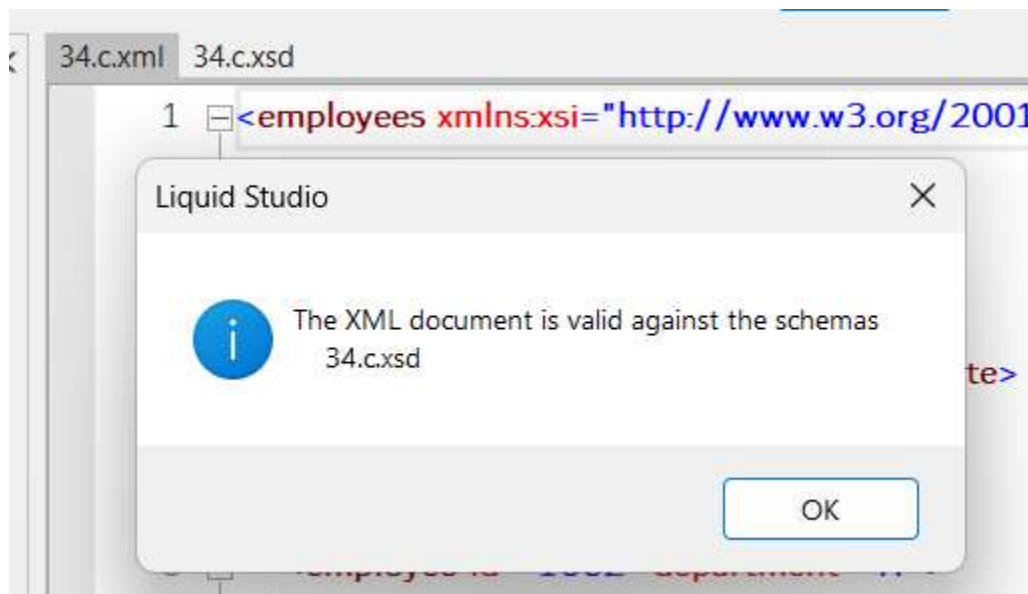 34.c.xml 34.c.xsd
1 <employees xmlns:xsi="http://www.w3.org/2001
Liquid Studio
The XML document is valid against the schemas
34.c.xsd
te>
OK